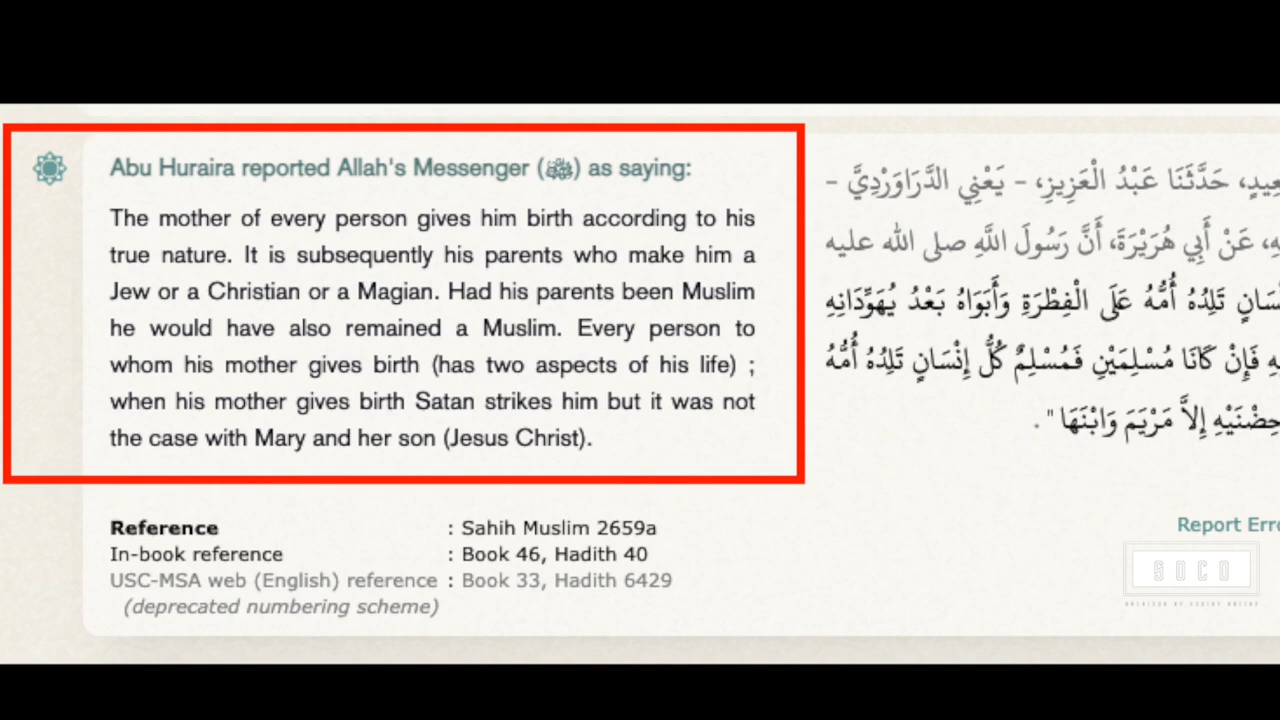 Abu Huraira reported Allah's Messenger (ﷺ) as saying:
The mother of every person gives him birth according to his
true nature. It is subsequently his parents who make him a
Jew or a Christian or a Magian. Had his parents been Muslim
he would have also remained a Muslim. Every person to
whom his mother gives birth (has two aspects of his life) ;
when his mother gives birth Satan strikes him but it was not
the case with Mary and her son (Jesus Christ).
حَدَّثَنَا عَبْدُ الْعَزِيزِ، - يَعْنِي الدَّرَاوَرْدِيَّ -
عَنْ أَبِي هُرَيْرَةَ، أَنَّ رَسُولَ اللَّهِ صلى الله عليه
تَلِدُهُ أُمُّهُ عَلَى الْفِطْرَةِ وَأَبَوَاهُ بَعْدُ يُهَوِّدَانِهِ
فَإِنْ كَانَا مُسْلِمَيْنِ فَمُسْلِمٌ كُلُّ إِنْسَانٍ تَلِدُهُ أُمُّهُ
إِلاَّ مَرْيَمَ وَابْنَهَا ‏"‏ ‏.‏
Reference : Sahih Muslim 2659a
In-book reference : Book 46, Hadith 40
USC-MSA web (English) reference : Book 33, Hadith 6429
(deprecated numbering scheme)
Report
SOCO